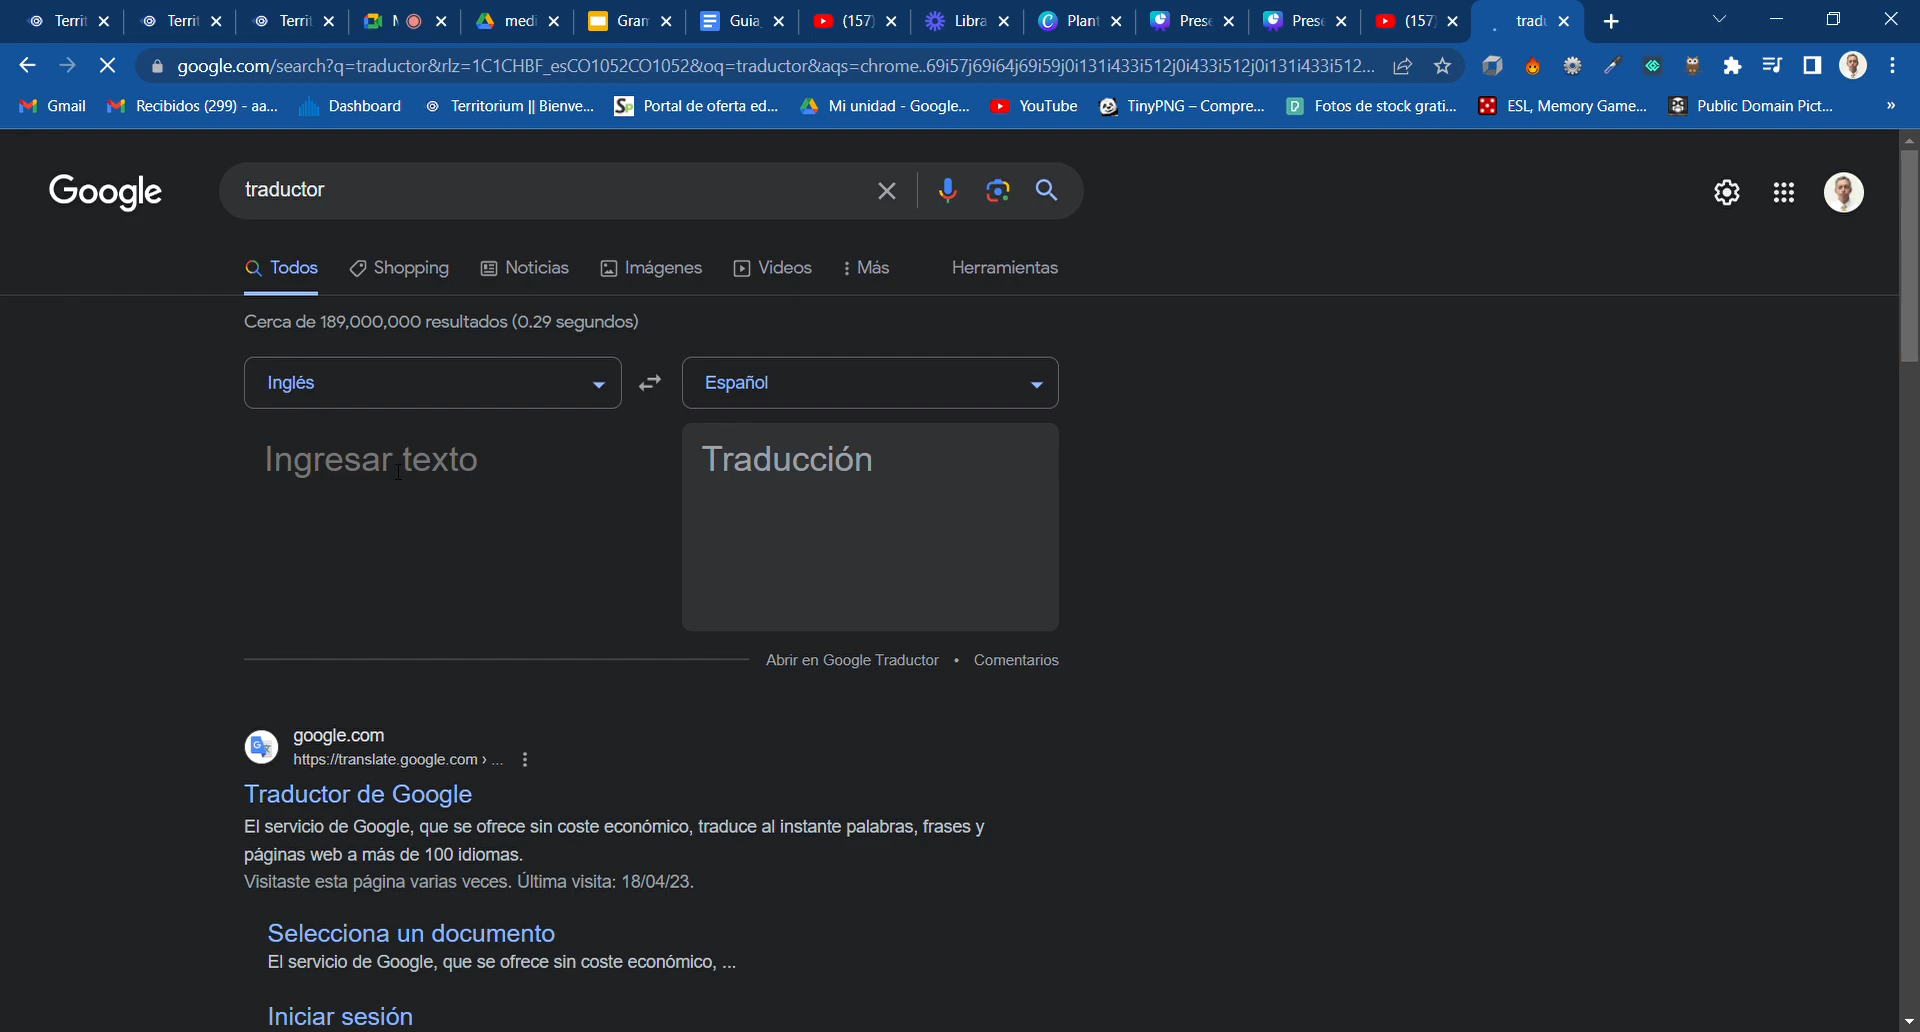 Territ
Territ
Territ
medi
Gran
Guia
(157)
Libra
Plant
Prese
Prese
(157)
tradu
google.com/search?q=traductor&rlz=1C1CHBF_esCO1052CO1052&oq=traductor&aqs=chrome..69i57j69i64j69i59j0i131i433i512j0i433i512j0i131i433i512...
Gmail
Recibidos (299) - aa...
Dashboard
Territorium || Bienve...
Portal de oferta ed...
Mi unidad - Google...
YouTube
TinyPNG – Compre...
Fotos de stock grati...
ESL, Memory Game...
Public Domain Pict...
»
Google
traductor
Todos
Shopping
Noticias
Imágenes
Videos
Más
Herramientas
Cerca de 189,000,000 resultados (0.29 segundos)
Inglés
Español
Ingresar texto
Traducción
Abrir en Google Traductor • Comentarios
google.com
https://translate.google.com › ...
Traductor de Google
El servicio de Google, que se ofrece sin coste económico, traduce al instante palabras, frases y
páginas web a más de 100 idiomas.
Visitaste esta página varias veces. Última visita: 18/04/23.
Selecciona un documento
El servicio de Google, que se ofrece sin coste económico, ...
Iniciar sesión